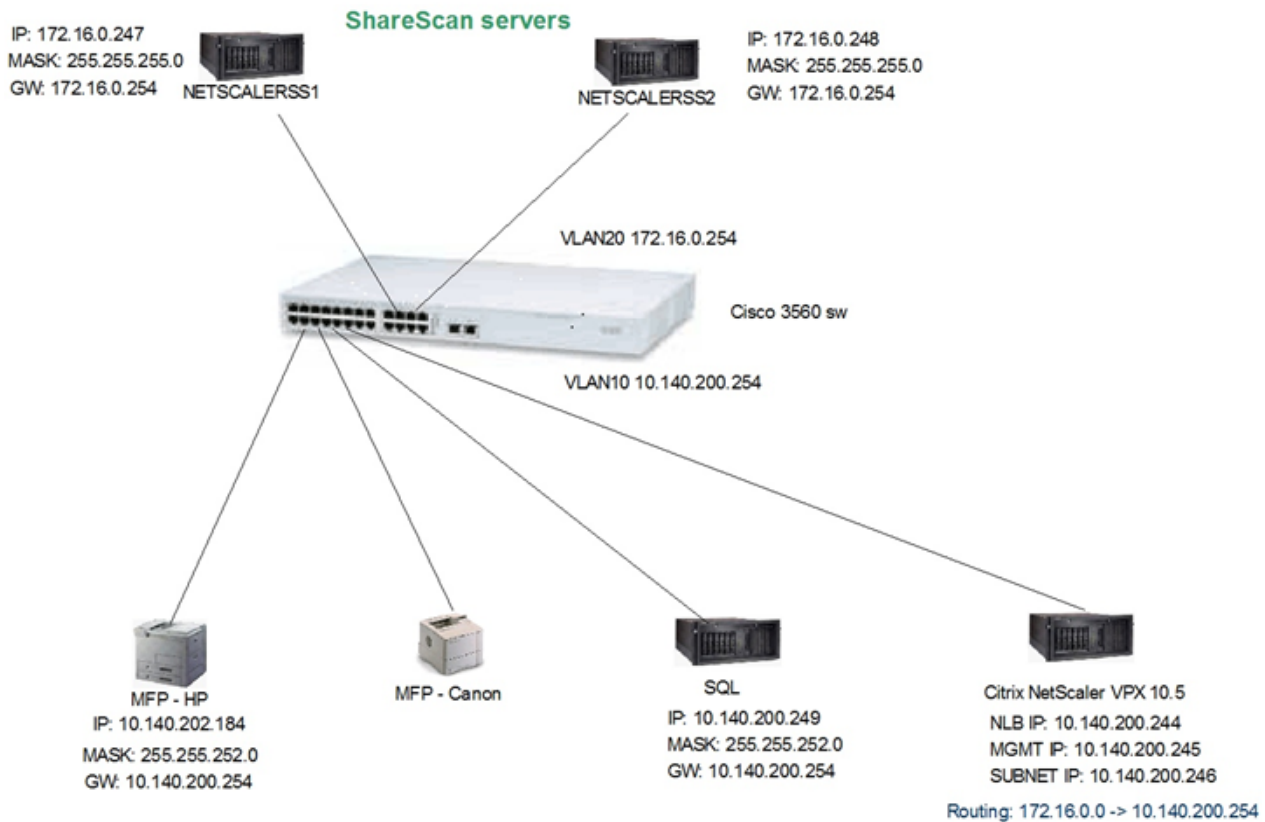 ShareScan servers
IP: 172.16.0.247
MASK: 255.255.255.0
GW: 172.16.0.254
NETSCALERSS1
IP: 172.16.0.248
MASK: 255.255.255.0
GW: 172.16.0.254
NETSCALERSS2
VLAN20 172.16.0.254
Cisco 3560 sw
VLAN10 10.140.200.254
MFP - HP
IP: 10.140.202.184
MASK: 255.255.252.0
GW: 10.140.200.254
MFP - Canon
SQL
IP: 10.140.200.249
MASK: 255.255.252.0
GW: 10.140.200.254
Citrix NetScaler VPX 10.5
NLB IP: 10.140.200.244
MGMT IP: 10.140.200.245
SUBNET IP: 10.140.200.246
Routing: 172.16.0.0 -> 10.140.200.254